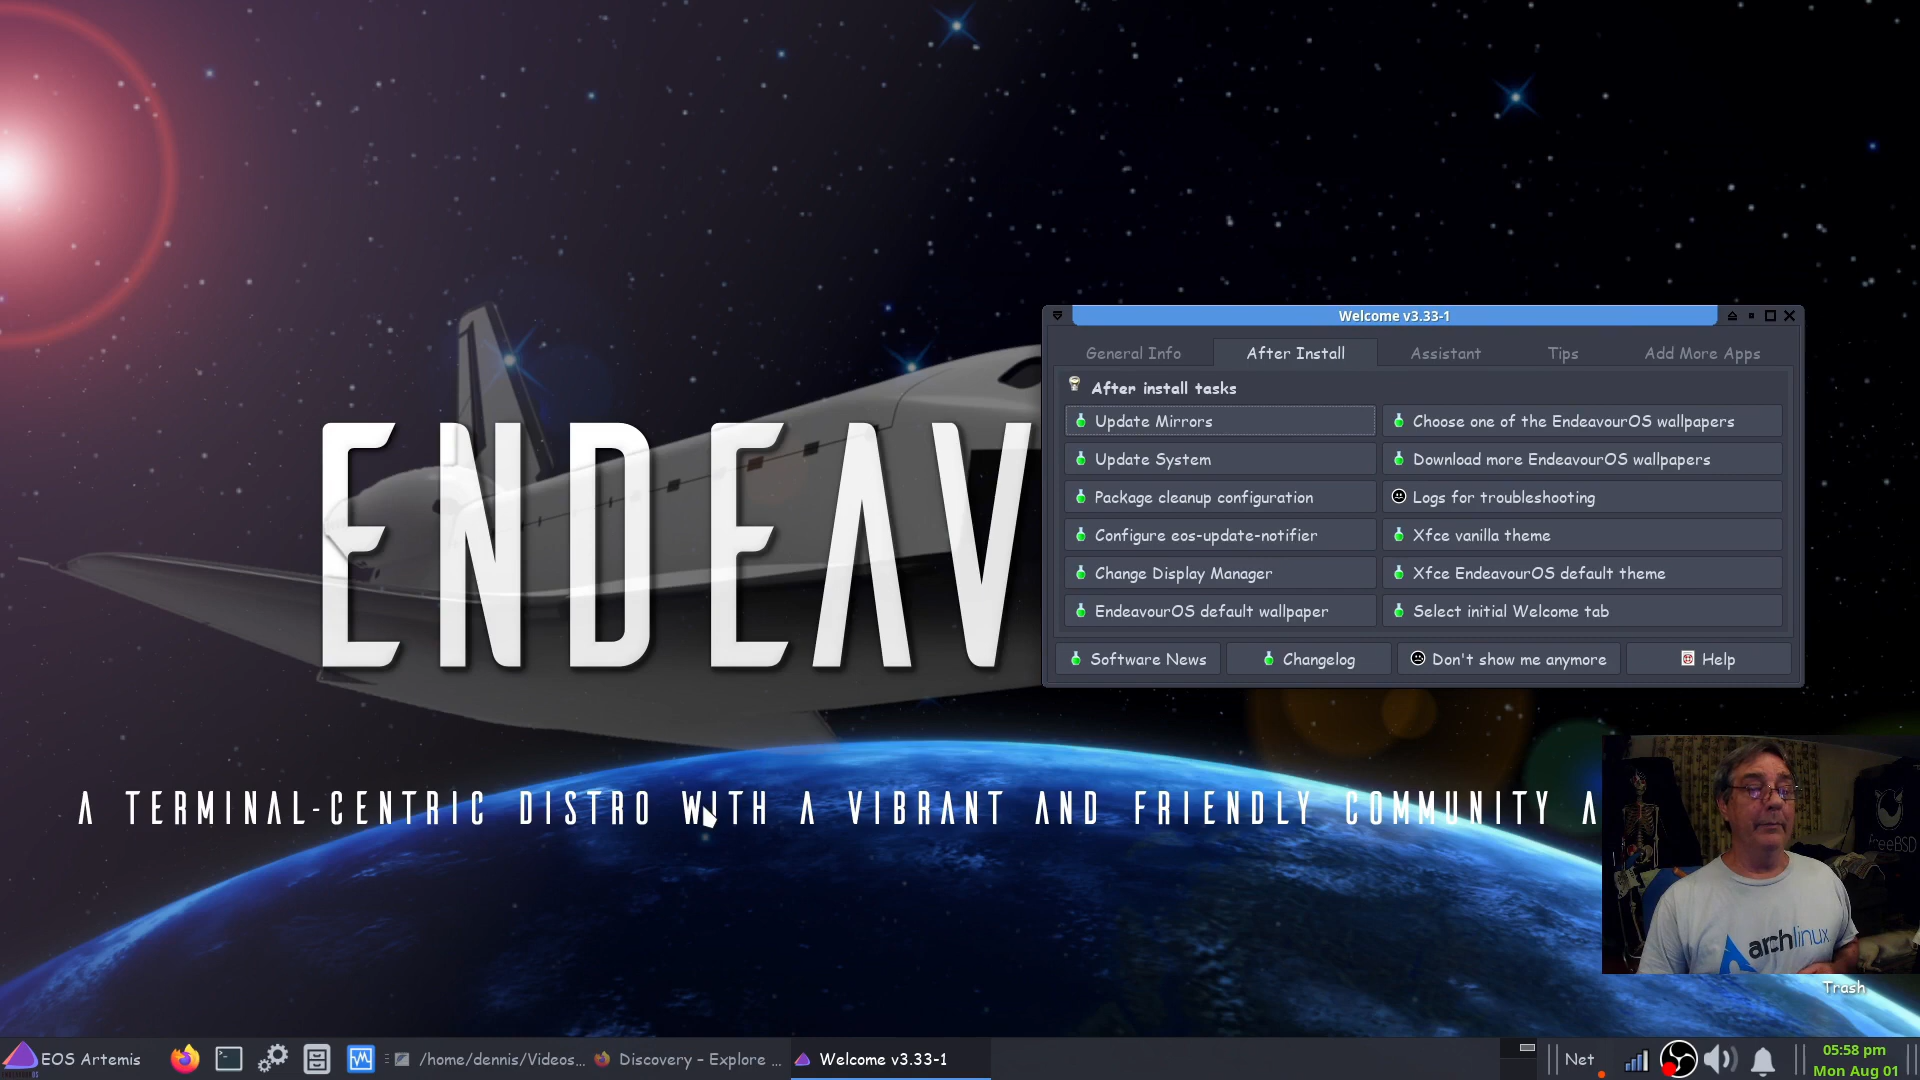 Welcome v3.33-1
General Info
After Install
Assistant
Tips
Add More Apps
After install tasks
Update Mirrors
Choose one of the EndeavourOS wallpapers
Update System
Download more EndeavourOS wallpapers
Package cleanup configuration
Logs for troubleshooting
Configure eos-update-notifier
Xfce vanilla theme
Change Display Manager
Xfce EndeavourOS default theme
EndeavourOS default wallpaper
Select initial Welcome tab
Software News
Changelog
Don't show me anymore
Help
ENDEAV
A TERMINAL-CENTRIC DISTRO WITH A VIBRANT AND FRIENDLY COMMUNITY A
freeBSD
archlinux
Trash
EOS Artemis
/home/dennis/Videos...
Discovery – Explore ...
Welcome v3.33-1
Net
05:58 pm
Mon Aug 01